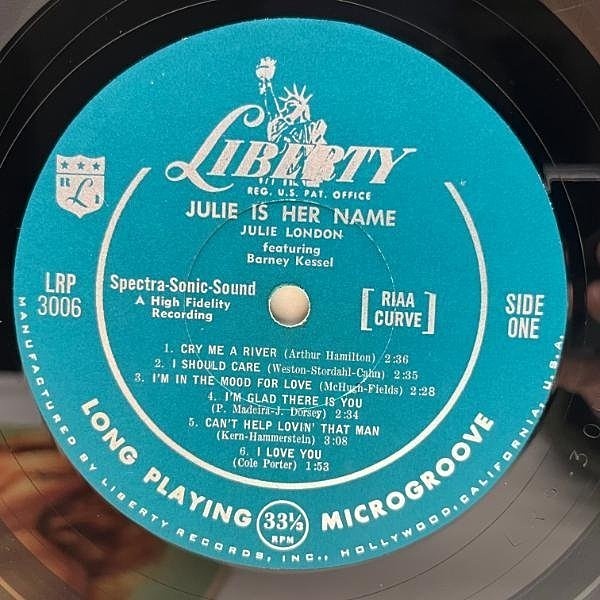 LIBERTY
REG. U.S. PAT. OFFICE
JULIE IS HER NAME
JULIE LONDON
featuring
Barney Kessel
LRP
3006
Spectra-Sonic-Sound
A High Fidelity
Recording
[RIAA
CURVE]
SIDE
ONE
1. CRY ME A RIVER (Arthur Hamilton) 2:36
2. I SHOULD CARE (Weston-Stordahl-Cahn) 2:35
3. I'M IN THE MOOD FOR LOVE (McHugh-Fields) 2:28
4. I'M GLAD THERE IS YOU
(P. Madeira-J. Dorsey) 2:34
5. CAN'T HELP LOVIN' THAT MAN
(Kern-Hammerstein) 3:08
6. I LOVE YOU
(Cole Porter) 1:53
LONG PLAYING 33⅓ RPM MICROGROOVE
MANUFACTURED BY LIBERTY RECORDS, INC., HOLLYWOOD, CALIFORNIA, U.S.A.